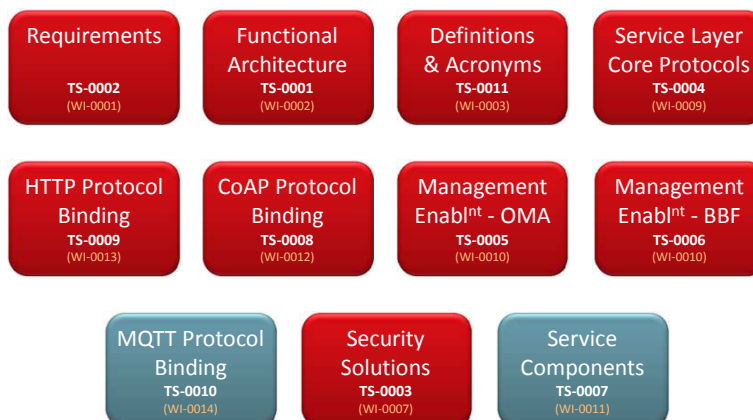 Requirements
TS-0002
(WI-0001)
Functional
Architecture
TS-0001
(WI-0002)
Definitions
& Acronyms
TS-0011
(WI-0003)
Service Layer
Core Protocols
TS-0004
(WI-0009)
HTTP Protocol
Binding
TS-0009
(WI-0013)
CoAP Protocol
Binding
TS-0008
(WI-0012)
Management
Enablⁿᵗ - OMA
TS-0005
(WI-0010)
Management
Enablⁿᵗ - BBF
TS-0006
(WI-0010)
MQTT Protocol
Binding
TS-0010
(WI-0014)
Security
Solutions
TS-0003
(WI-0007)
Service
Components
TS-0007
(WI-0011)